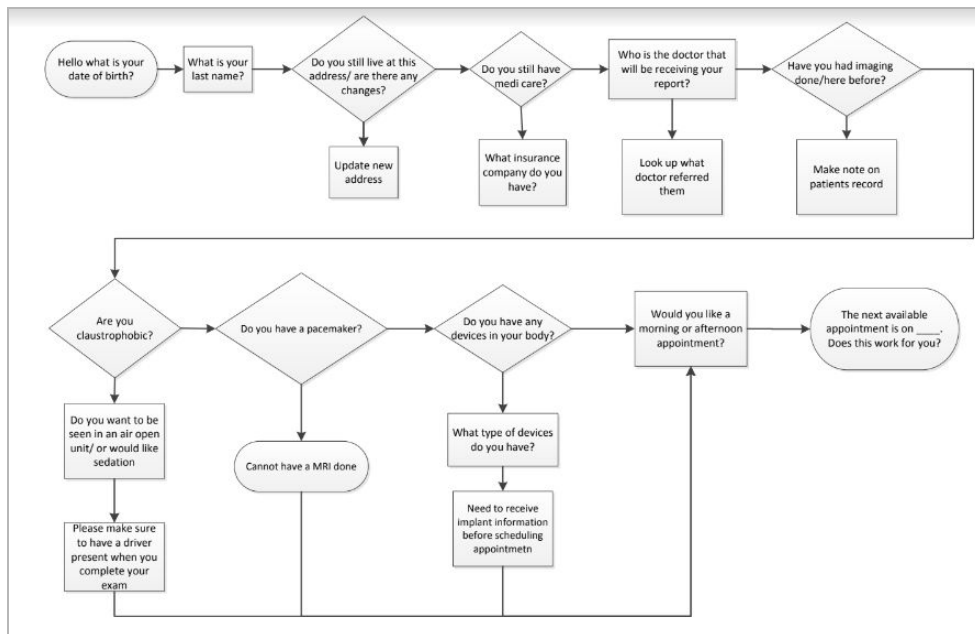 Hello what is your
date of birth?
What is your
last name?
Do you still live at this
address/ are there any
changes?
Do you still have
medi care?
Who is the doctor that
will be receiving your
report?
Have you had imaging
done/here before?
Update new
address
What insurance
company do you
have?
Look up what
doctor referred
them
Make note on
patients record
Are you
claustrophobic?
Do you have a pacemaker?
Do you have any
devices in your body?
Would you like a
morning or afternoon
appointment?
The next available
appointment is on ____.
Does this work for you?
Do you want to be
seen in an air open
unit/ or would like
sedation
Cannot have a MRI done
What type of devices
do you have?
Please make sure
to have a driver
present when you
complete your
exam
Need to receive
implant information
before scheduling
appointmetn